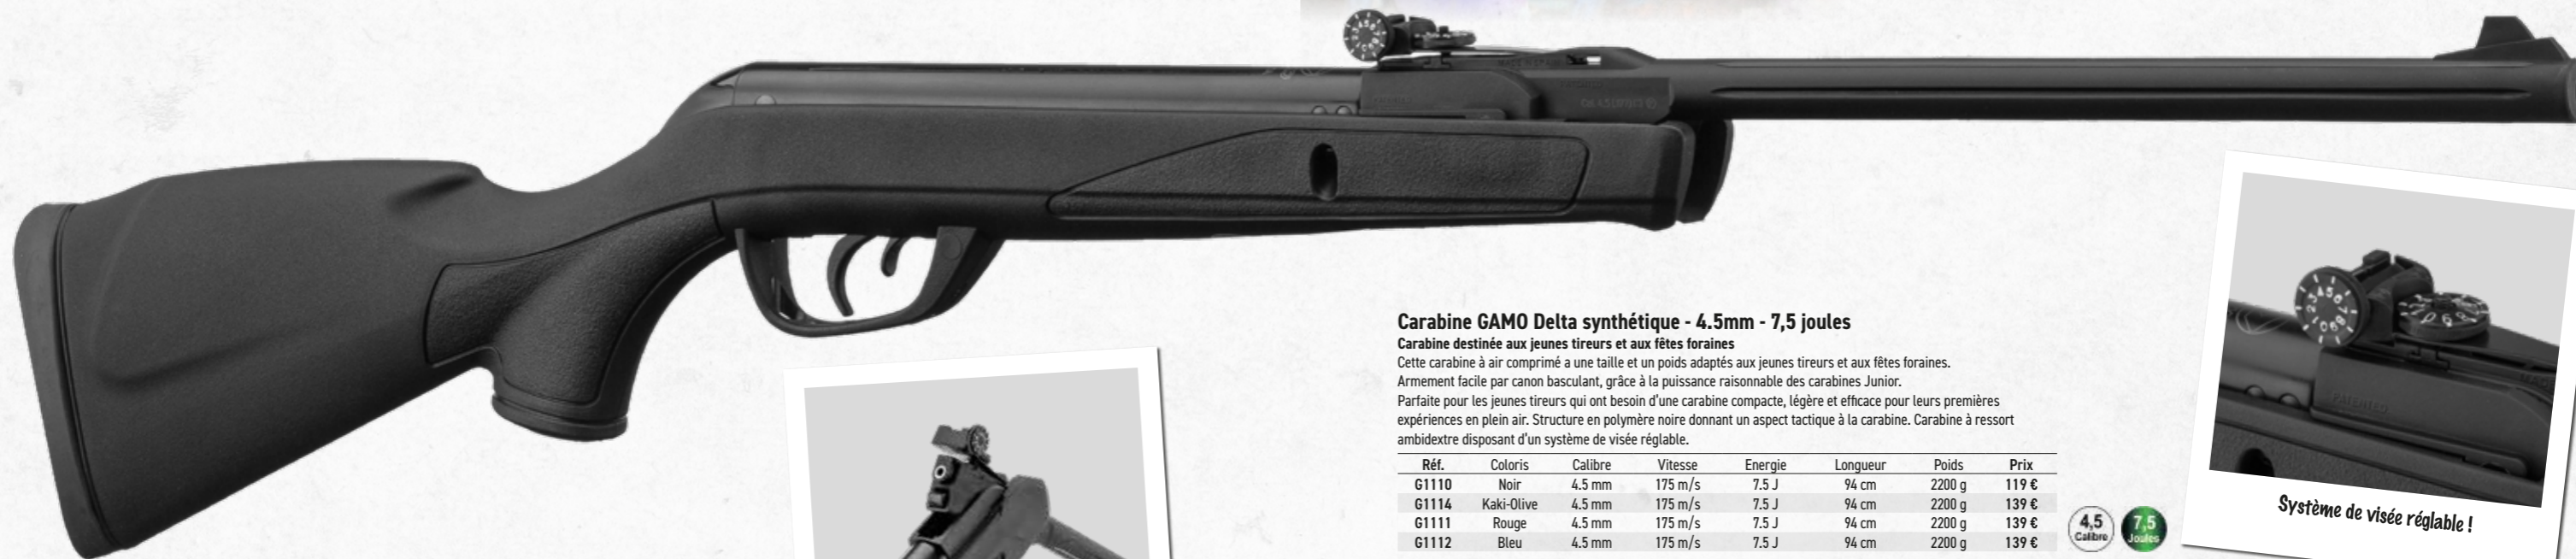 Carabine GAMO Delta synthétique - 4.5mm - 7,5 joules
Carabine destinée aux jeunes tireurs et aux fêtes foraines
Cette carabine à air comprimé a une taille et un poids adaptés aux jeunes tireurs et aux fêtes foraines.
Armement facile par canon basculant, grâce à la puissance raisonnable des carabines Junior.
Parfaite pour les jeunes tireurs qui ont besoin d'une carabine compacte, légère et efficace pour leurs premières
expériences en plein air. Structure en polymère noire donnant un aspect tactique à la carabine. Carabine à ressort
ambidextre disposant d'un système de visée réglable.
Réf. Coloris Calibre Vitesse Energie Longueur Poids Prix
G1110 Noir 4.5 mm 175 m/s 7.5 J 94 cm 2200 g 119 €
G1114 Kaki-Olive 4.5 mm 175 m/s 7.5 J 94 cm 2200 g 139 €
G1111 Rouge 4.5 mm 175 m/s 7.5 J 94 cm 2200 g 139 €
G1112 Bleu 4.5 mm 175 m/s 7.5 J 94 cm 2200 g 139 €
4,5
Calibre
7,5
Joules
PATENTED
Système de visée réglable !